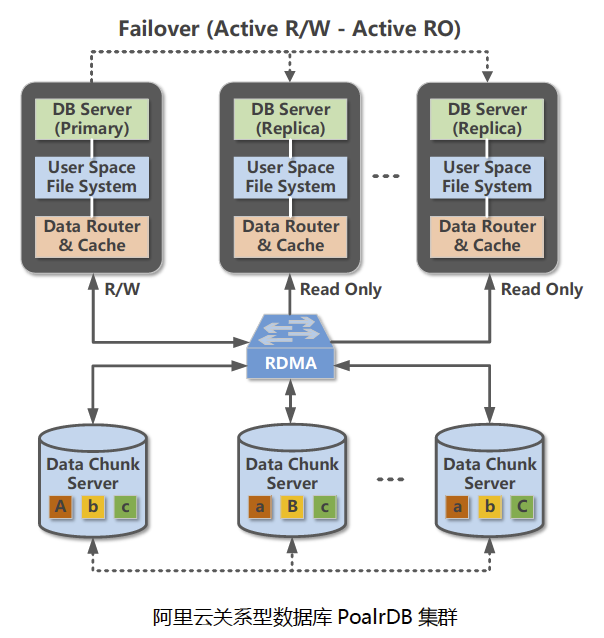 Failover (Active R/W - Active RO)
DB Server
(Primary)
User Space
File System
Data Router
& Cache
DB Server
(Replica)
User Space
File System
Data Router
& Cache
...
DB Server
(Replica)
User Space
File System
Data Router
& Cache
R/W
Read Only
Read Only
RDMA
Data Chunk
Server
A b c
Data Chunk
Server
a B c
...
Data Chunk
Server
a b C
阿里云关系型数据库 PoalrDB 集群